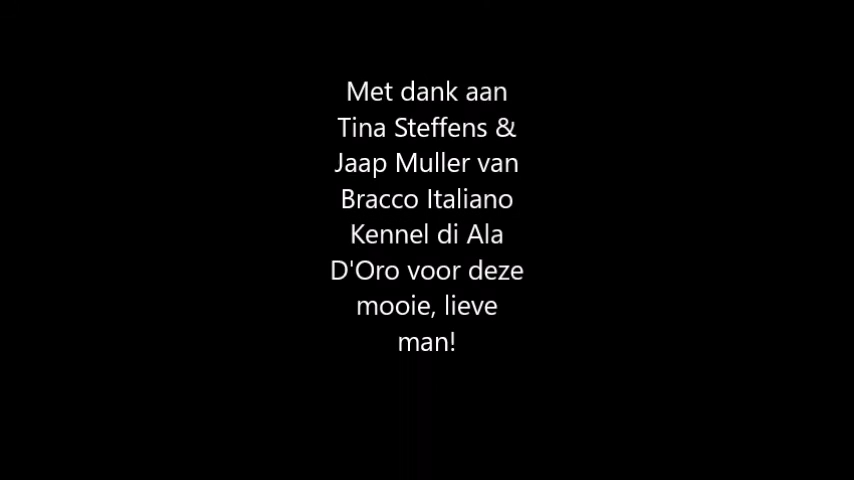 Met dank aan
Tina Steffens &
Jaap Muller van
Bracco Italiano
Kennel di Ala
D'Oro voor deze
mooie, lieve
man!